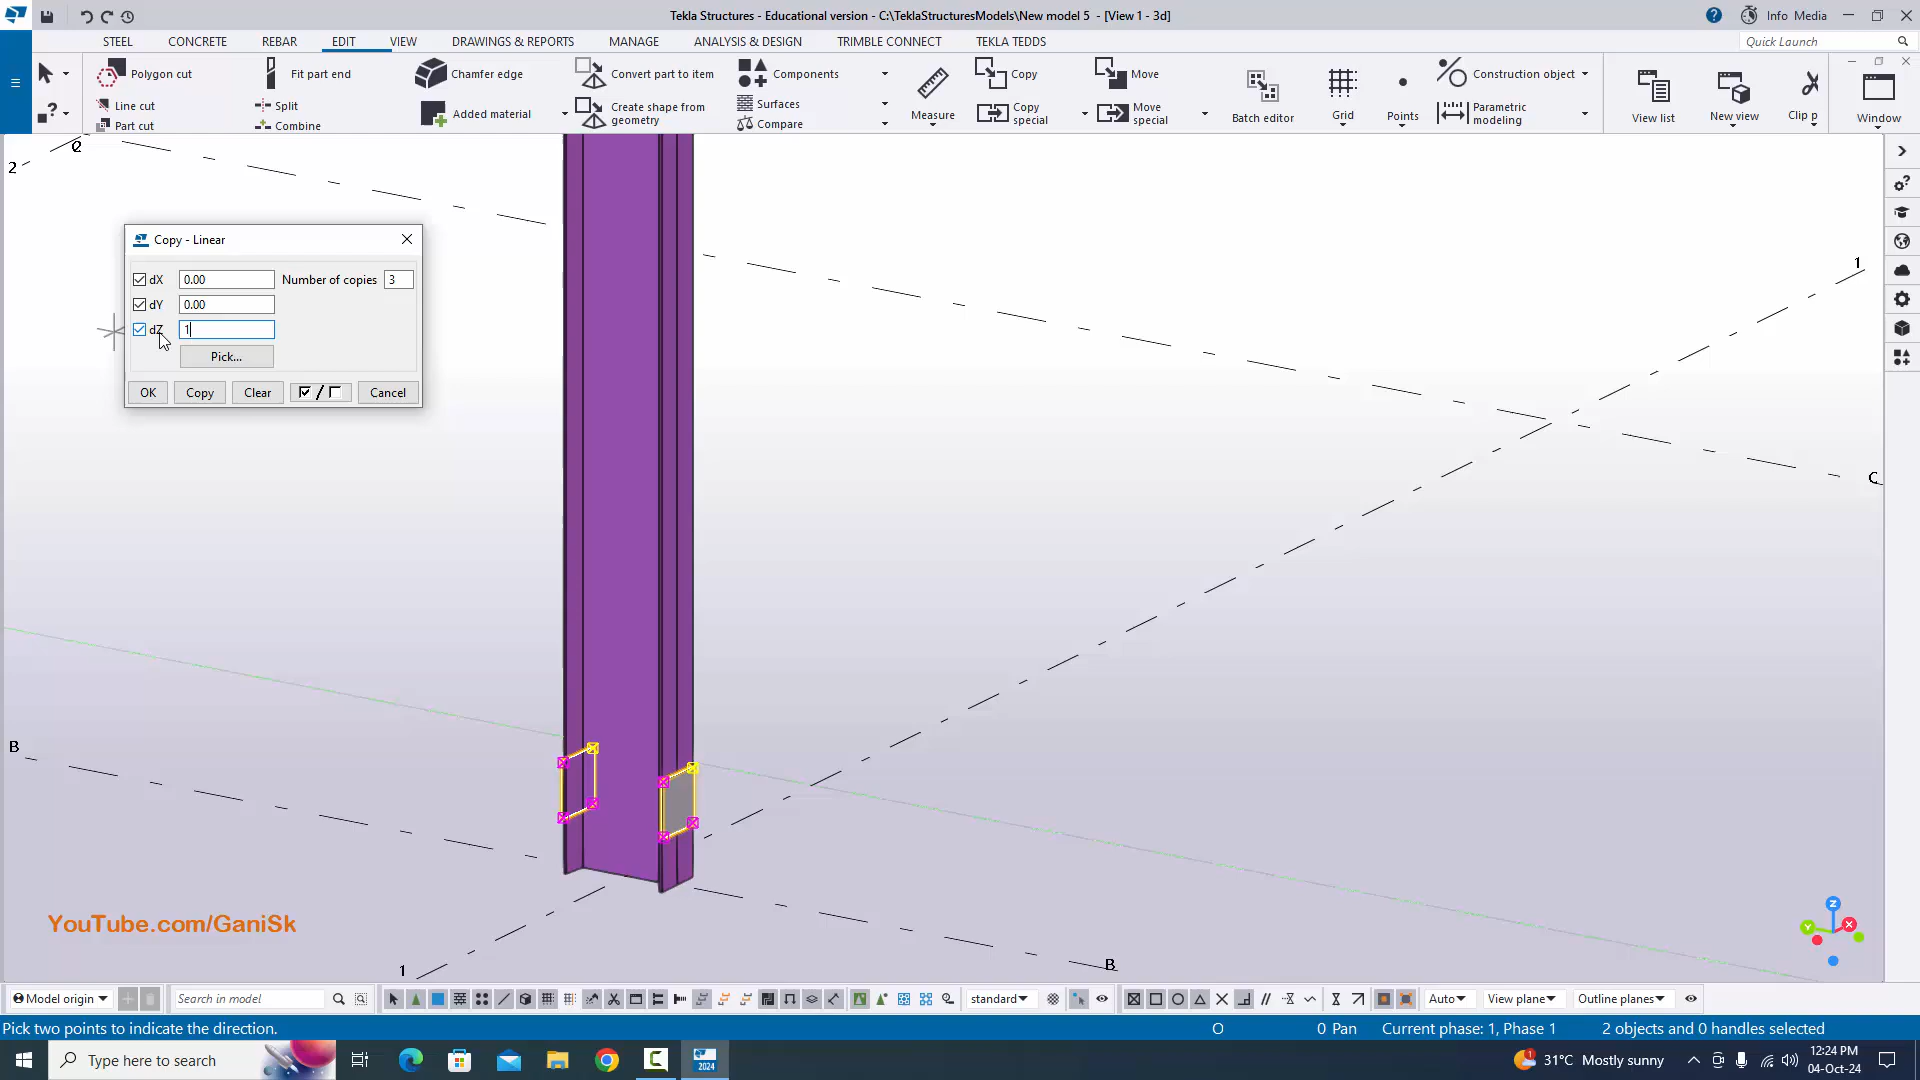 Tekla Structures - Educational version - C:\TeklaStructuresModels\New model 5 - [View 1 - 3d]
Info Media
STEEL CONCRETE REBAR EDIT VIEW DRAWINGS & REPORTS MANAGE ANALYSIS & DESIGN TRIMBLE CONNECT TEKLA TEDDS
Quick Launch
Polygon cut Fit part end Chamfer edge Convert part to item Components Copy Move Construction object
Line cut Split Added material Create shape from geometry Surfaces Measure Copy special Move special Batch editor Grid Points Parametric modeling View list New view Clip p Window
Part cut Combine Compare
2
1
C
B
B
1
Copy - Linear
dX 0.00 Number of copies 3
dY 0.00
dZ 1
Pick...
OK Copy Clear / Cancel
Z
Y
X
YouTube.com/GaniSk
Model origin Search in model standard Auto View plane Outline planes
Pick two points to indicate the direction. O 0 Pan Current phase: 1, Phase 1 2 objects and 0 handles selected
Type here to search
2024
1
31°C Mostly sunny
12:24 PM
04-Oct-24